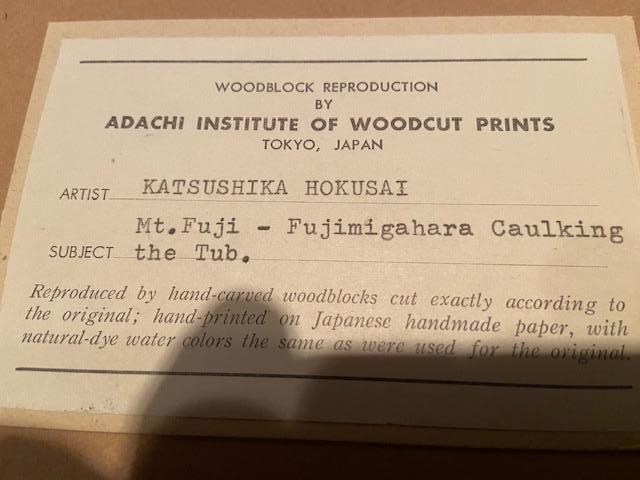 WOODBLOCK REPRODUCTION
BY
ADACHI INSTITUTE OF WOODCUT PRINTS
TOKYO, JAPAN
ARTIST KATSUSHIKA HOKUSAI
Mt.Fuji - Fujimigahara Caulking
SUBJECT the Tub.
Reproduced by hand-carved woodblocks cut exactly according to
the original; hand-printed on Japanese handmade paper, with
natural-dye water colors the same as were used for the original.